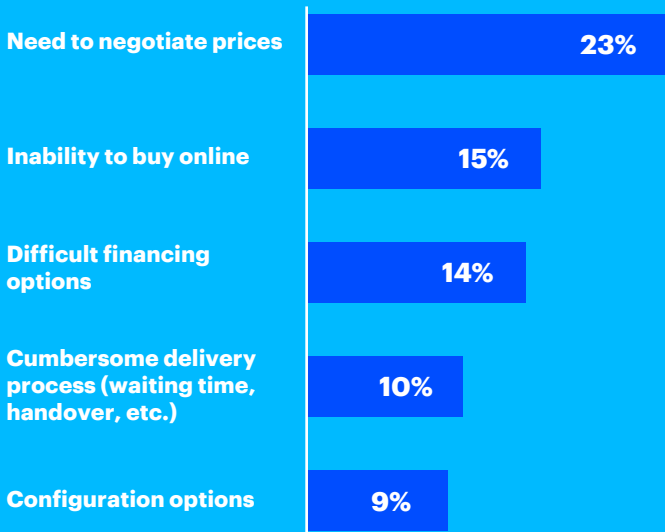 Need to negotiate prices
23%
Inability to buy online
15%
Difficult financing
options
14%
Cumbersome delivery
process (waiting time,
handover, etc.)
10%
Configuration options
9%